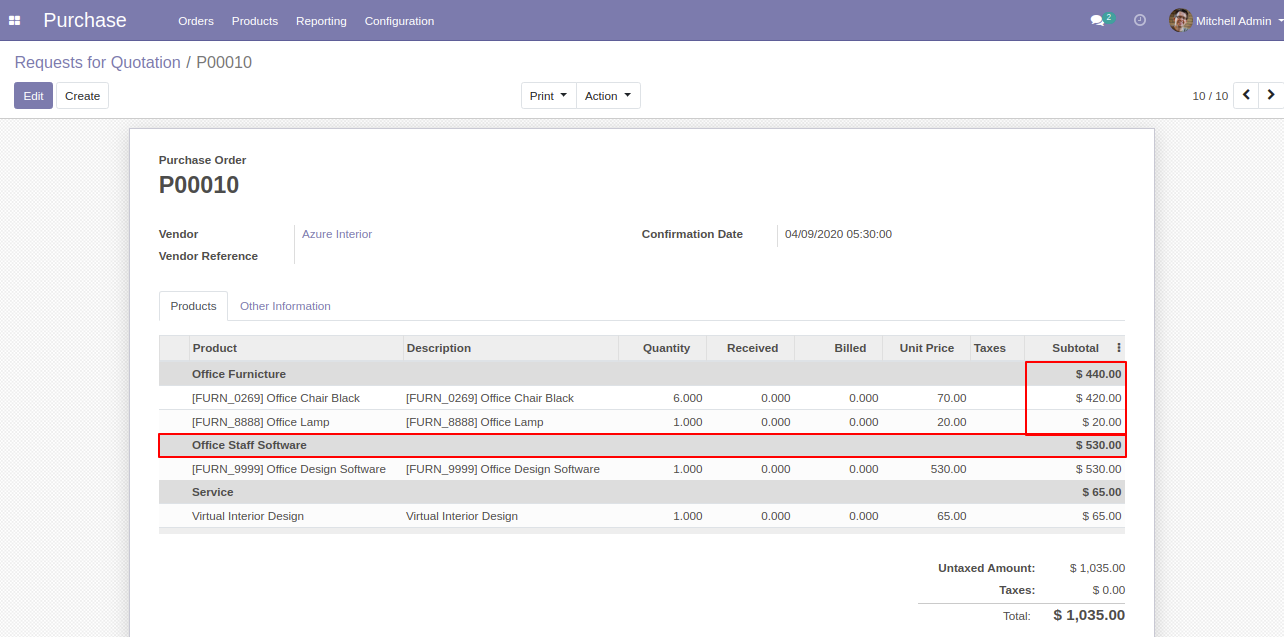 Purchase Orders Products Reporting Configuration 2 Mitchell Admin
Requests for Quotation / P00010
Edit Create Print Action 10 / 10
Purchase Order
P00010
Vendor Azure Interior Confirmation Date 04/09/2020 05:30:00
Vendor Reference
Products Other Information
Product Description Quantity Received Billed Unit Price Taxes Subtotal
Office Furnicture $ 440.00
[FURN_0269] Office Chair Black [FURN_0269] Office Chair Black 6.000 0.000 0.000 70.00 $ 420.00
[FURN_8888] Office Lamp [FURN_8888] Office Lamp 1.000 0.000 0.000 20.00 $ 20.00
Office Staff Software $ 530.00
[FURN_9999] Office Design Software [FURN_9999] Office Design Software 1.000 0.000 0.000 530.00 $ 530.00
Service $ 65.00
Virtual Interior Design Virtual Interior Design 1.000 0.000 0.000 65.00 $ 65.00
Untaxed Amount: $ 1,035.00
Taxes: $ 0.00
Total: $ 1,035.00